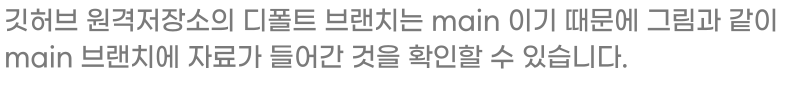 깃허브 원격저장소의 디폴트 브랜치는 main 이기 때문에 그림과 같이
main 브랜치에 자료가 들어간 것을 확인할 수 있습니다.